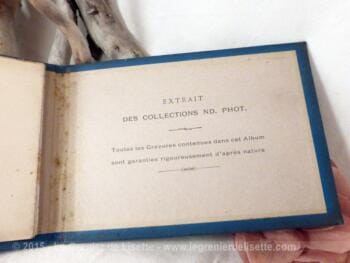 EXTRAIT
DES COLLECTIONS ND. PHOT.
Toutes les Gravures contenues dans cet Album
sont garanties rigoureusement d'après nature
© 2015 - Le Grenier de Lisette - www.legrenierdelisette.com